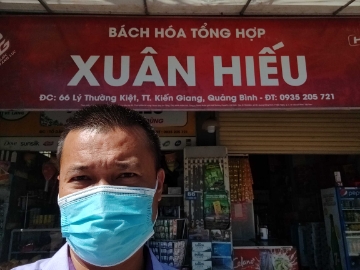 BÁCH HÓA TỔNG HỢP
XUÂN HIẾU
ĐC: 66 Lý Thường Kiệt, TT. Kiến Giang, Quảng Bình - ĐT: 0935 205 721